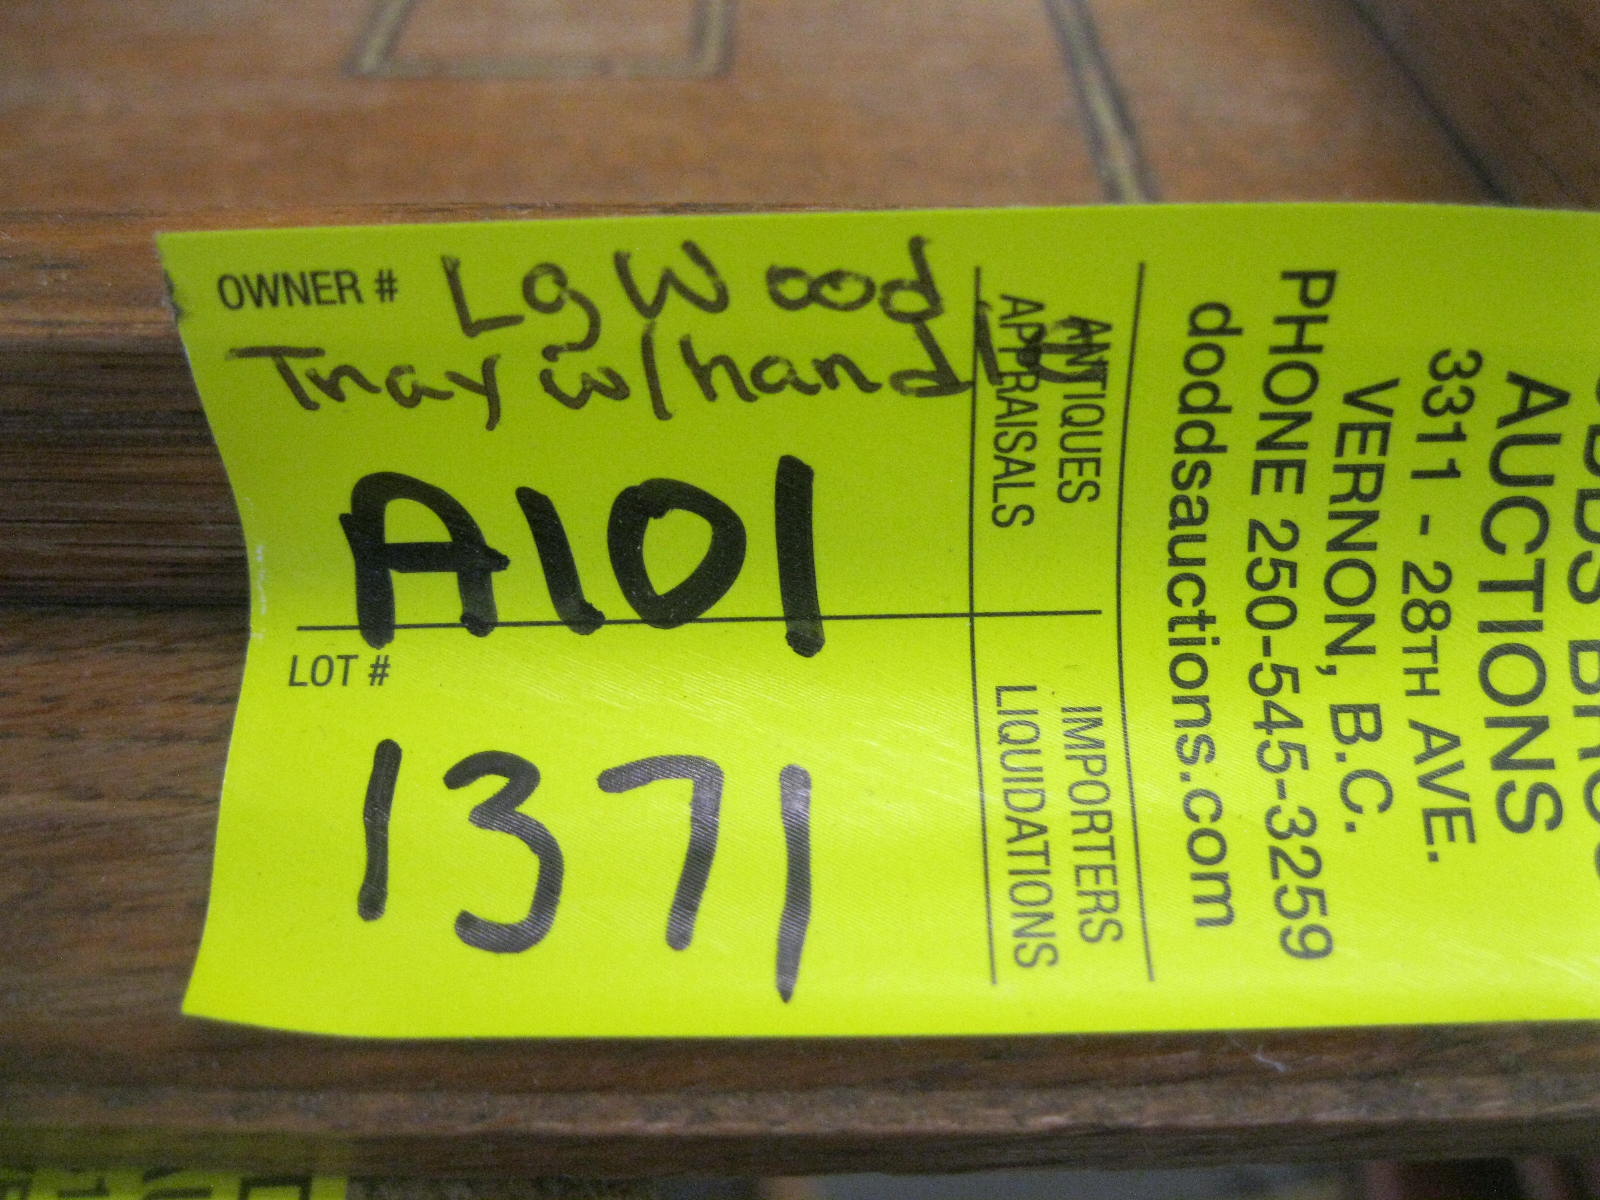 OWNER # Lg Wood
Tray w/handle
A101
LOT #
1371
ANTIQUES
APPRAISALS
IMPORTERS
LIQUIDATIONS
AUCTIONS
3311 - 28TH AVE.
VERNON, B.C.
PHONE 250-545-3259
doddsauctions.com